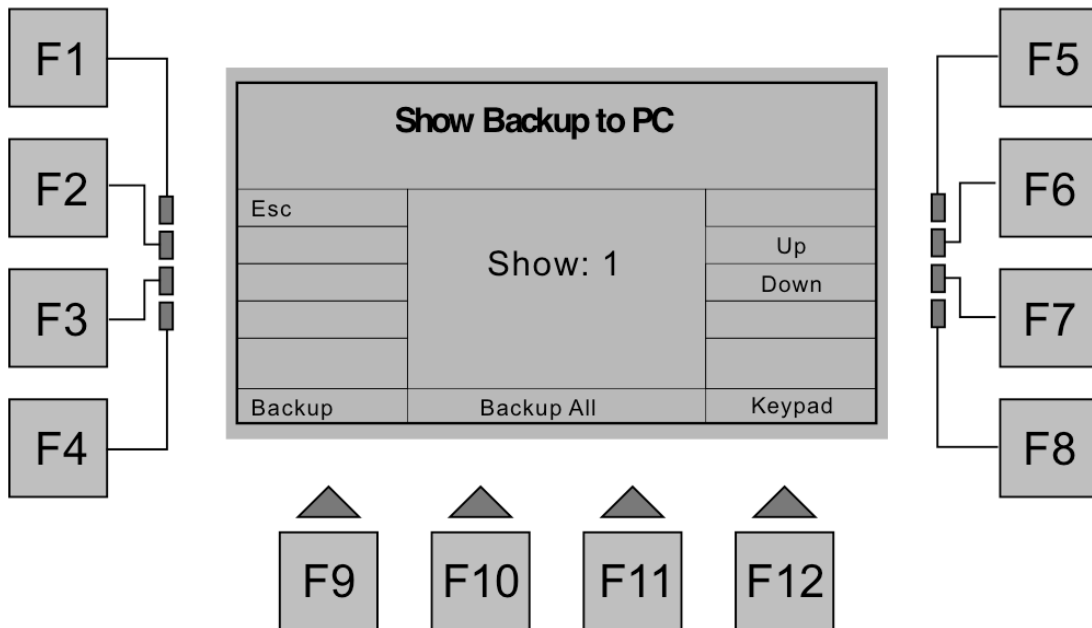 F1
F5
Show Backup to PC
F2
F6
Esc
Up
Show: 1
Down
F3
F7
Backup
Backup All
Keypad
F4
F8
F9
F10
F11
F12